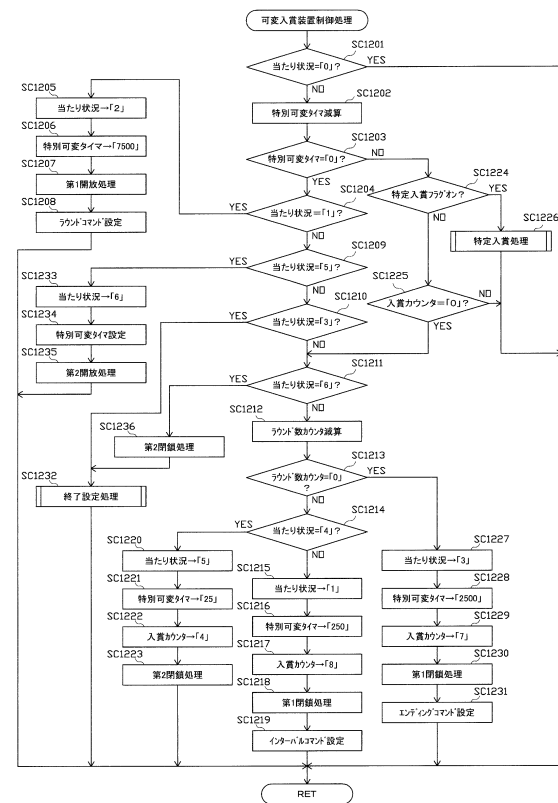 可変入賞装置制御処理
SC1201
当たり状況=「0」?
YES
NO
SC1202
特別可変タイマ減算
SC1203
特別可変タイマ=「0」?
NO
YES
SC1204
当たり状況=「1」?
YES
NO
SC1205
当たり状況→「2」
SC1206
特別可変タイマー→「7500」
SC1207
第1開放処理
SC1208
ラウンドコマンド設定
SC1224
特定入賞フラグオン?
YES
NO
SC1226
特定入賞処理
SC1225
入賞カウンタ=「0」?
NO
YES
SC1209
当たり状況=「5」?
YES
NO
SC1233
当たり状況→「6」
SC1234
特別可変タイマ設定
SC1235
第2開放処理
SC1210
当たり状況=「3」?
YES
NO
SC1211
当たり状況=「6」?
YES
NO
SC1236
第2閉鎖処理
SC1232
終了設定処理
SC1212
ラウンド数カウンタ減算
SC1213
ラウンド数カウンタ=「0」
?
YES
NO
SC1214
当たり状況=「4」?
YES
NO
SC1220
当たり状況→「5」
SC1221
特別可変タイマー→「25」
SC1222
入賞カウンタ→「4」
SC1223
第2閉鎖処理
SC1215
当たり状況→「1」
SC1216
特別可変タイマー→「250」
SC1217
入賞カウンタ→「8」
SC1218
第1閉鎖処理
SC1219
インターバルコマンド設定
SC1227
当たり状況→「3」
SC1228
特別可変タイマー→「2500」
SC1229
入賞カウンタ→「7」
SC1230
第1閉鎖処理
SC1231
エンディングコマンド設定
RET